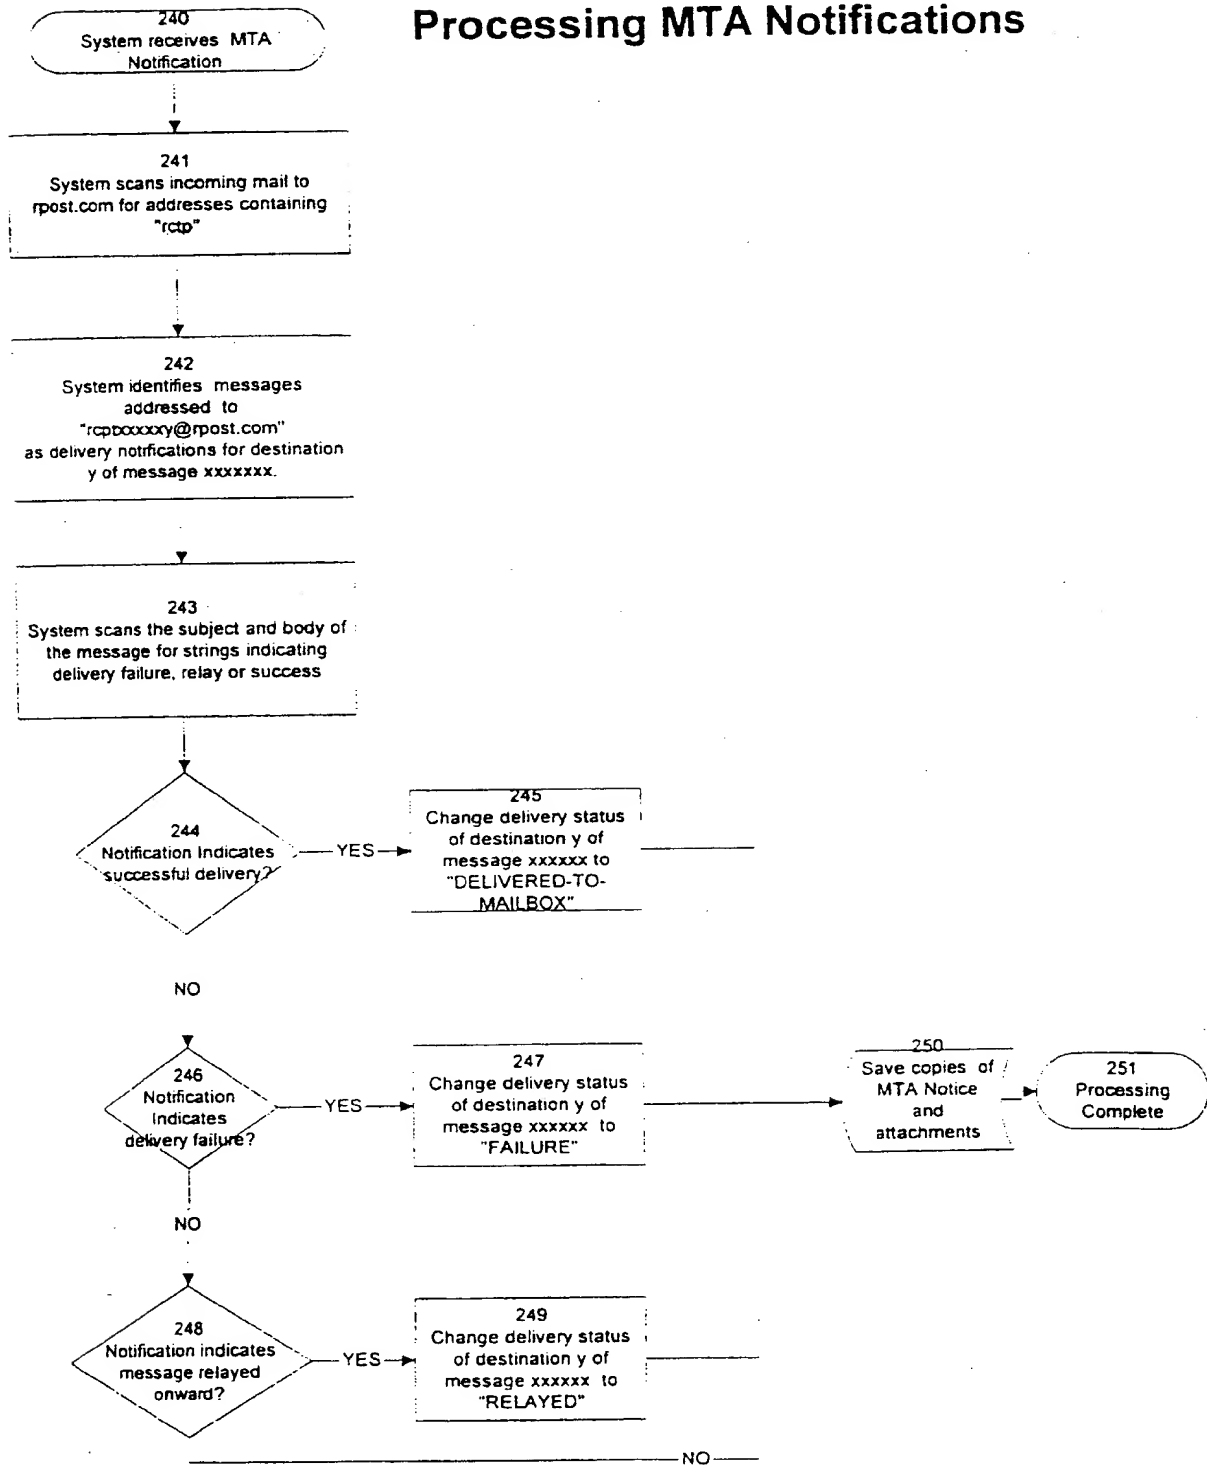 Processing MTA Notifications
240
System receives MTA
Notification
241
System scans incoming mail to
rpost.com for addresses containing
"rctp"
242
System identifies messages
addressed to
"rcptxxxxxy@rpost.com"
as delivery notifications for destination
y of message xxxxxxx.
243
System scans the subject and body of
the message for strings indicating
delivery failure, relay or success
244
Notification Indicates
successful delivery?
YES
245
Change delivery status
of destination y of
message xxxxxx to
"DELIVERED-TO-
MAILBOX"
NO
246
Notification
Indicates
delivery failure?
YES
247
Change delivery status
of destination y of
message xxxxxx to
"FAILURE"
250
Save copies of
MTA Notice
and
attachments
251
Processing
Complete
NO
248
Notification indicates
message relayed
onward?
YES
249
Change delivery status
of destination y of
message xxxxxx to
"RELAYED"
NO